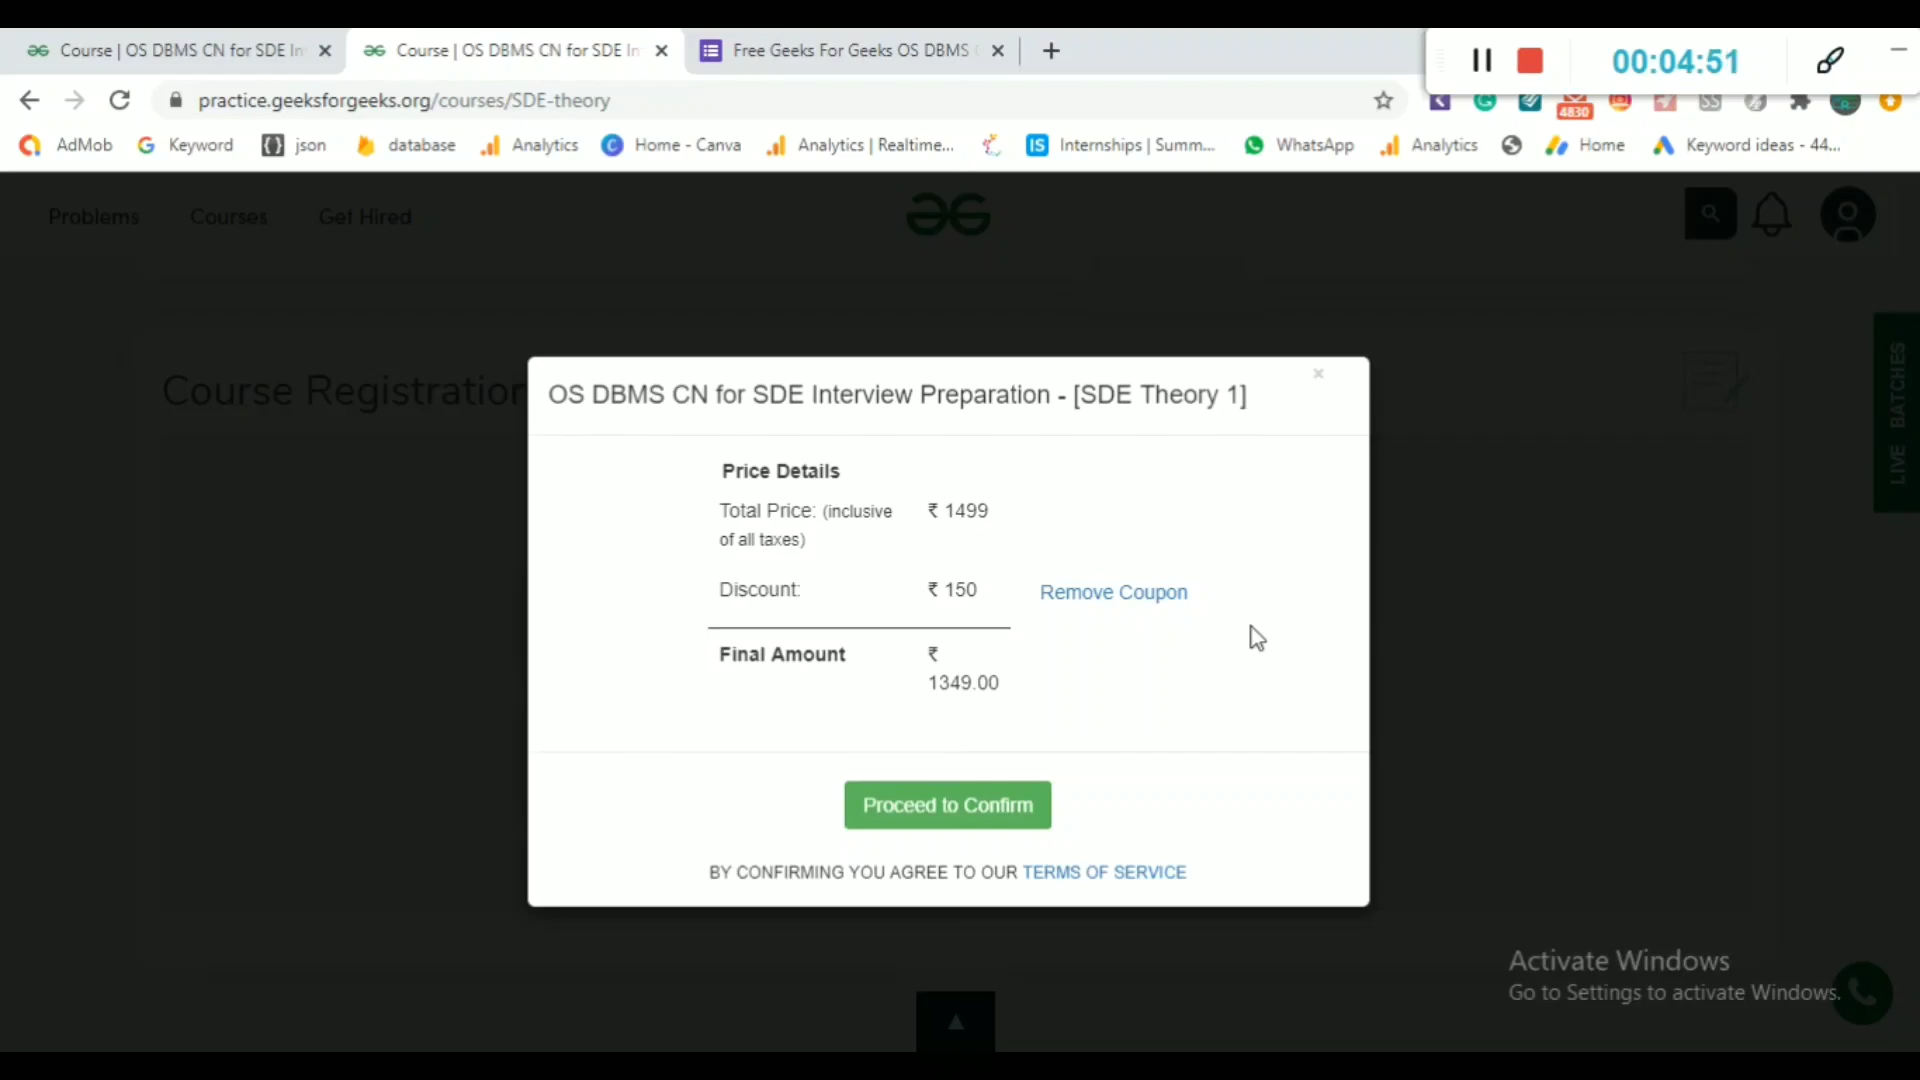 Course | OS DBMS CN for SDE In
Course | OS DBMS CN for SDE In
Free Geeks For Geeks OS DBMS
00:04:51
practice.geeksforgeeks.org/courses/SDE-theory
4830
AdMob
Keyword
json
database
Analytics
Home - Canva
Analytics | Realtime...
IS
Internships | Summ...
WhatsApp
Analytics
Home
Keyword ideas - 44...
Problems
Courses
Get Hired
Course Registration
LIVE BATCHES
OS DBMS CN for SDE Interview Preparation - [SDE Theory 1]
×
Price Details
Total Price: (inclusive ₹ 1499
of all taxes)
Discount: ₹ 150 Remove Coupon
Final Amount ₹
1349.00
Proceed to Confirm
BY CONFIRMING YOU AGREE TO OUR TERMS OF SERVICE
Activate Windows
Go to Settings to activate Windows.